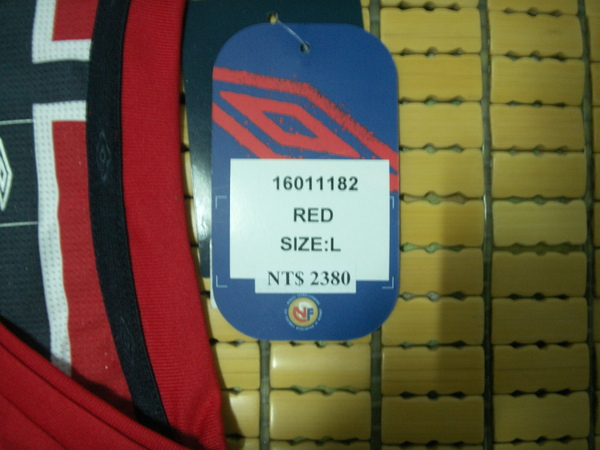 16011182
RED
SIZE:L
NT$ 2380